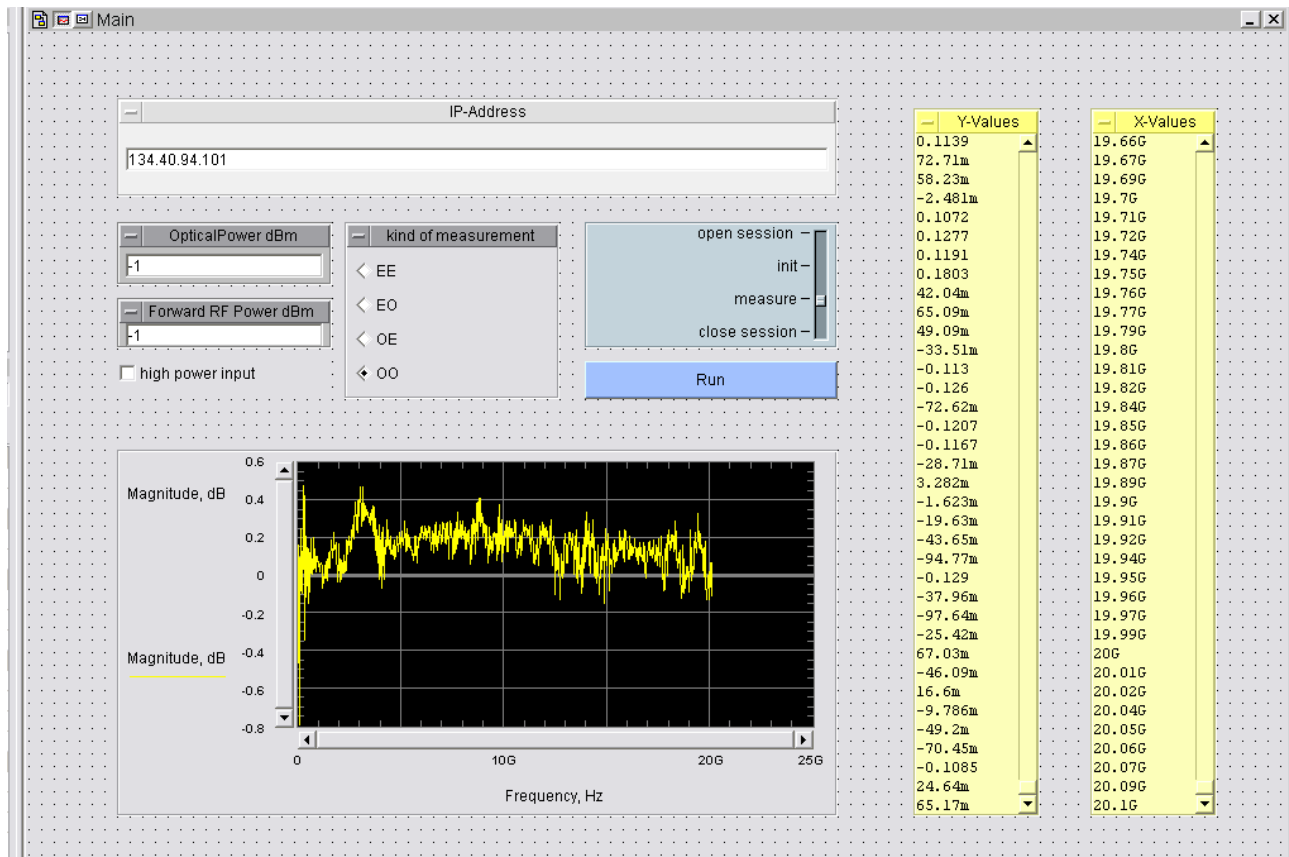 Main
IP-Address
134.40.94.101
OpticalPower dBm
-1
Forward RF Power dBm
-1
high power input
kind of measurement
EE
EO
OE
OO
open session
init
measure
close session
Run
Magnitude, dB
Magnitude, dB
0.6
0.4
0.2
0
-0.2
-0.4
-0.6
-0.8
0
10G
20G
25G
Frequency, Hz
Y-Values
0.1139
72.71m
58.23m
-2.481m
0.1072
0.1277
0.1191
0.1803
42.04m
65.09m
49.09m
-33.51m
-0.113
-0.126
-72.62m
-0.1207
-0.1167
-28.71m
3.282m
-1.623m
-19.63m
-43.65m
-94.77m
-0.129
-37.96m
-97.64m
-25.42m
67.03m
-46.09m
16.6m
-9.786m
-49.2m
-70.45m
-0.1085
24.64m
65.17m
X-Values
19.66G
19.67G
19.69G
19.7G
19.71G
19.72G
19.74G
19.75G
19.76G
19.77G
19.79G
19.8G
19.81G
19.82G
19.84G
19.85G
19.86G
19.87G
19.89G
19.9G
19.91G
19.92G
19.94G
19.95G
19.96G
19.97G
19.99G
20G
20.01G
20.02G
20.04G
20.05G
20.06G
20.07G
20.09G
20.1G